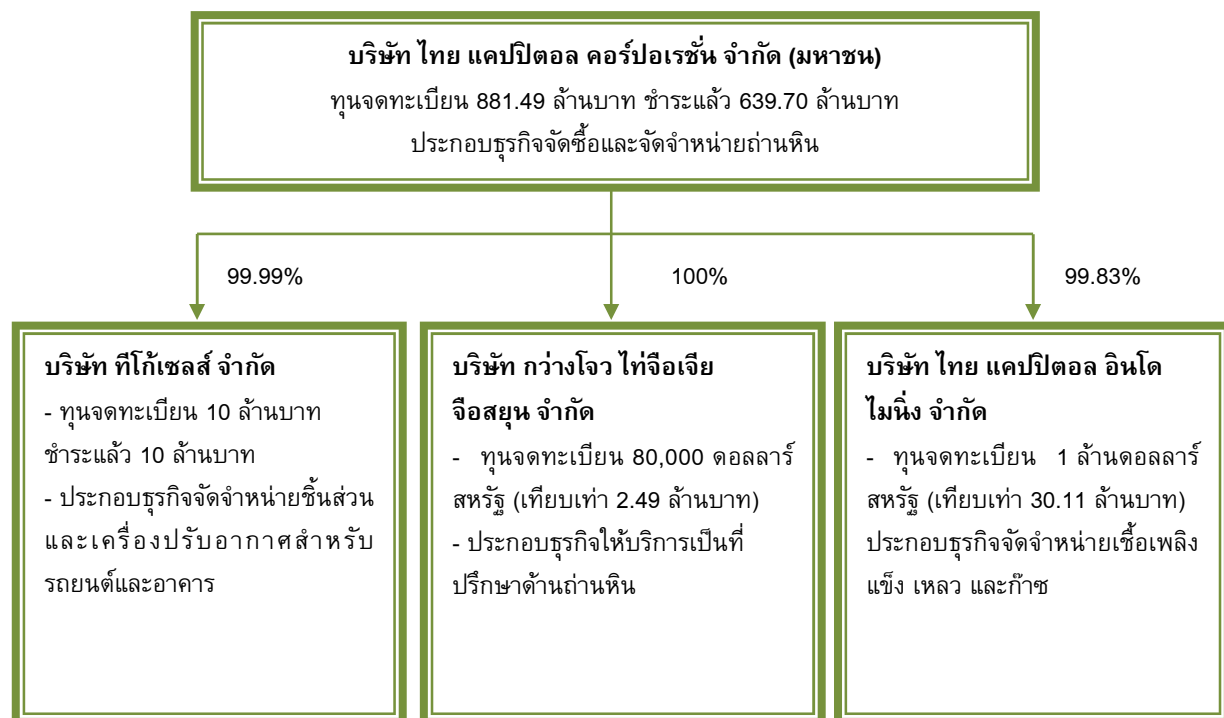 บริษัท ไทย แคปปิตอล คอร์ปอเรชั่น จำกัด (มหาชน)
ทุนจดทะเบียน 881.49 ล้านบาท ชำระแล้ว 639.70 ล้านบาท
ประกอบธุรกิจจัดซื้อและจัดจำหน่ายถ่านหิน
99.99%
100%
99.83%
บริษัท ทีโก้เซลส์ จำกัด
- ทุนจดทะเบียน 10 ล้านบาท
ชำระแล้ว 10 ล้านบาท
- ประกอบธุรกิจจัดจำหน่ายชิ้นส่วน
และเครื่องปรับอากาศสำหรับ
รถยนต์และอาคาร
บริษัท กว่างโจว ไท่จือเจีย
จือสยุน จำกัด
- ทุนจดทะเบียน 80,000 ดอลลาร์
สหรัฐ (เทียบเท่า 2.49 ล้านบาท)
- ประกอบธุรกิจให้บริการเป็นที่
ปรึกษาด้านถ่านหิน
บริษัท ไทย แคปปิตอล อินโด
ไมนิ่ง จำกัด
- ทุนจดทะเบียน 1 ล้านดอลลาร์
สหรัฐ (เทียบเท่า 30.11 ล้านบาท)
ประกอบธุรกิจจัดจำหน่ายเชื้อเพลิง
แข็ง เหลว และก๊าซ